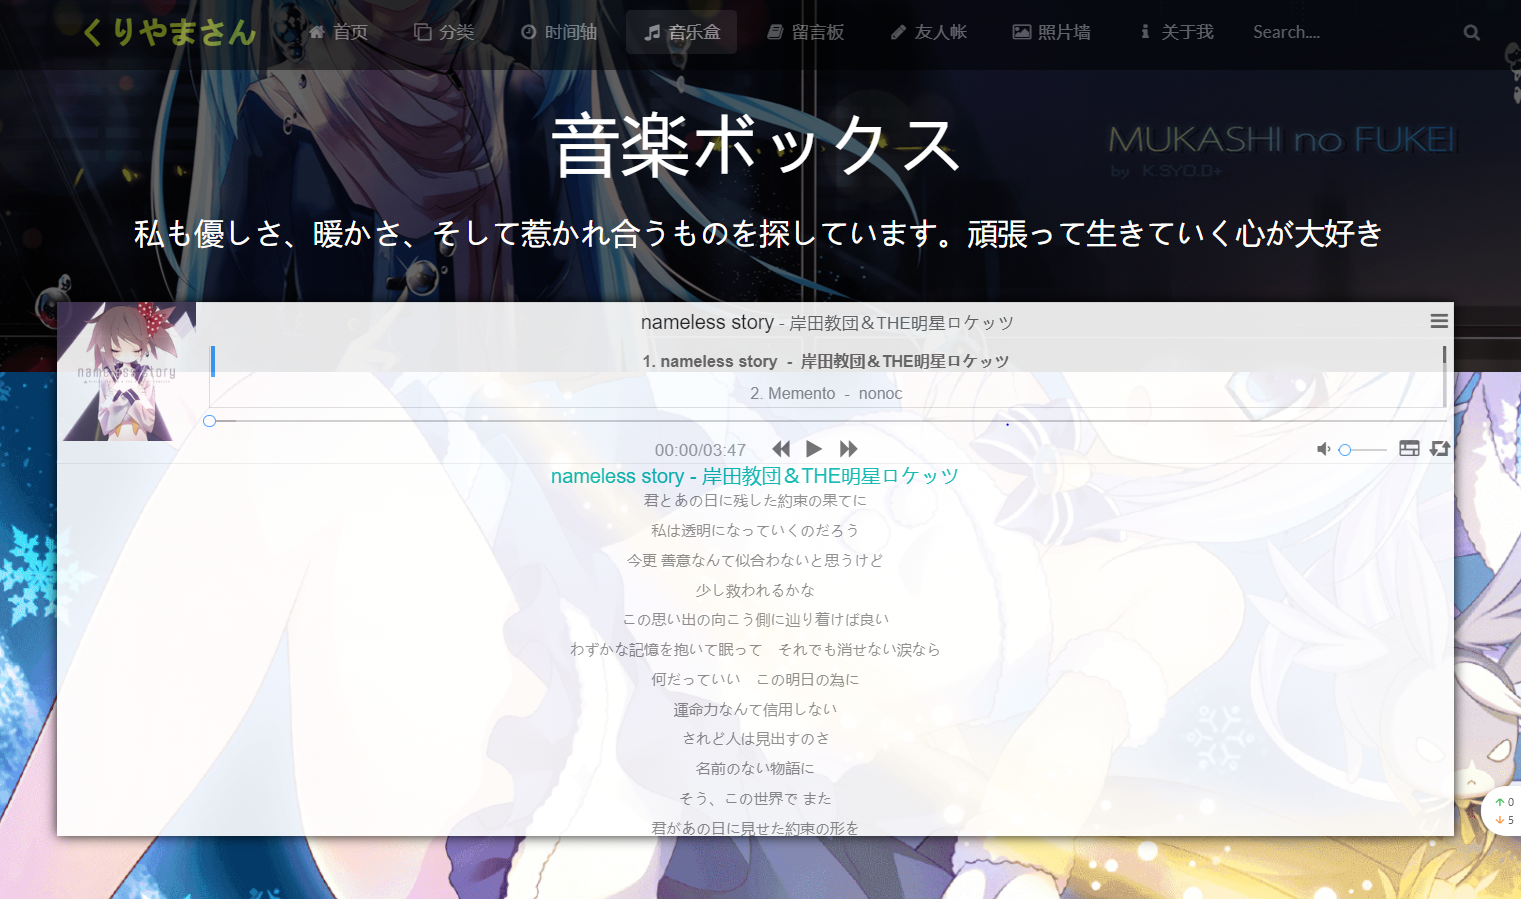 くりやまさん 首页 分类 时间轴 音乐盒 留言板 友人帐 照片墙 关于我 Search....
音楽ボックス
MUKASHI no FUKEI
by K.SYO.D+
私も優しさ、暖かさ、そして惹かれ合うものを探しています。頑張って生きていく心が大好き
nameless story - 岸田教団&THE明星ロケッツ
1. nameless story - 岸田教団&THE明星ロケッツ
nameless story
2. Memento - nonoc
00:00/03:47
nameless story - 岸田教団&THE明星ロケッツ
君とあの日に残した約束の果てに
私は透明になっていくのだろう
今更 善意なんて似合わないと思うけど
少し救われるかな
この思い出の向こう側に辿り着けば良い
わずかな記憶を抱いて眠って　それでも消せない涙なら
何だっていい　この明日の為に
運命力なんて信用しない
されど人は見出すのさ
名前のない物語に
そう、この世界で また
君があの日に見せた約束の形を
↑ 0
↓ 5